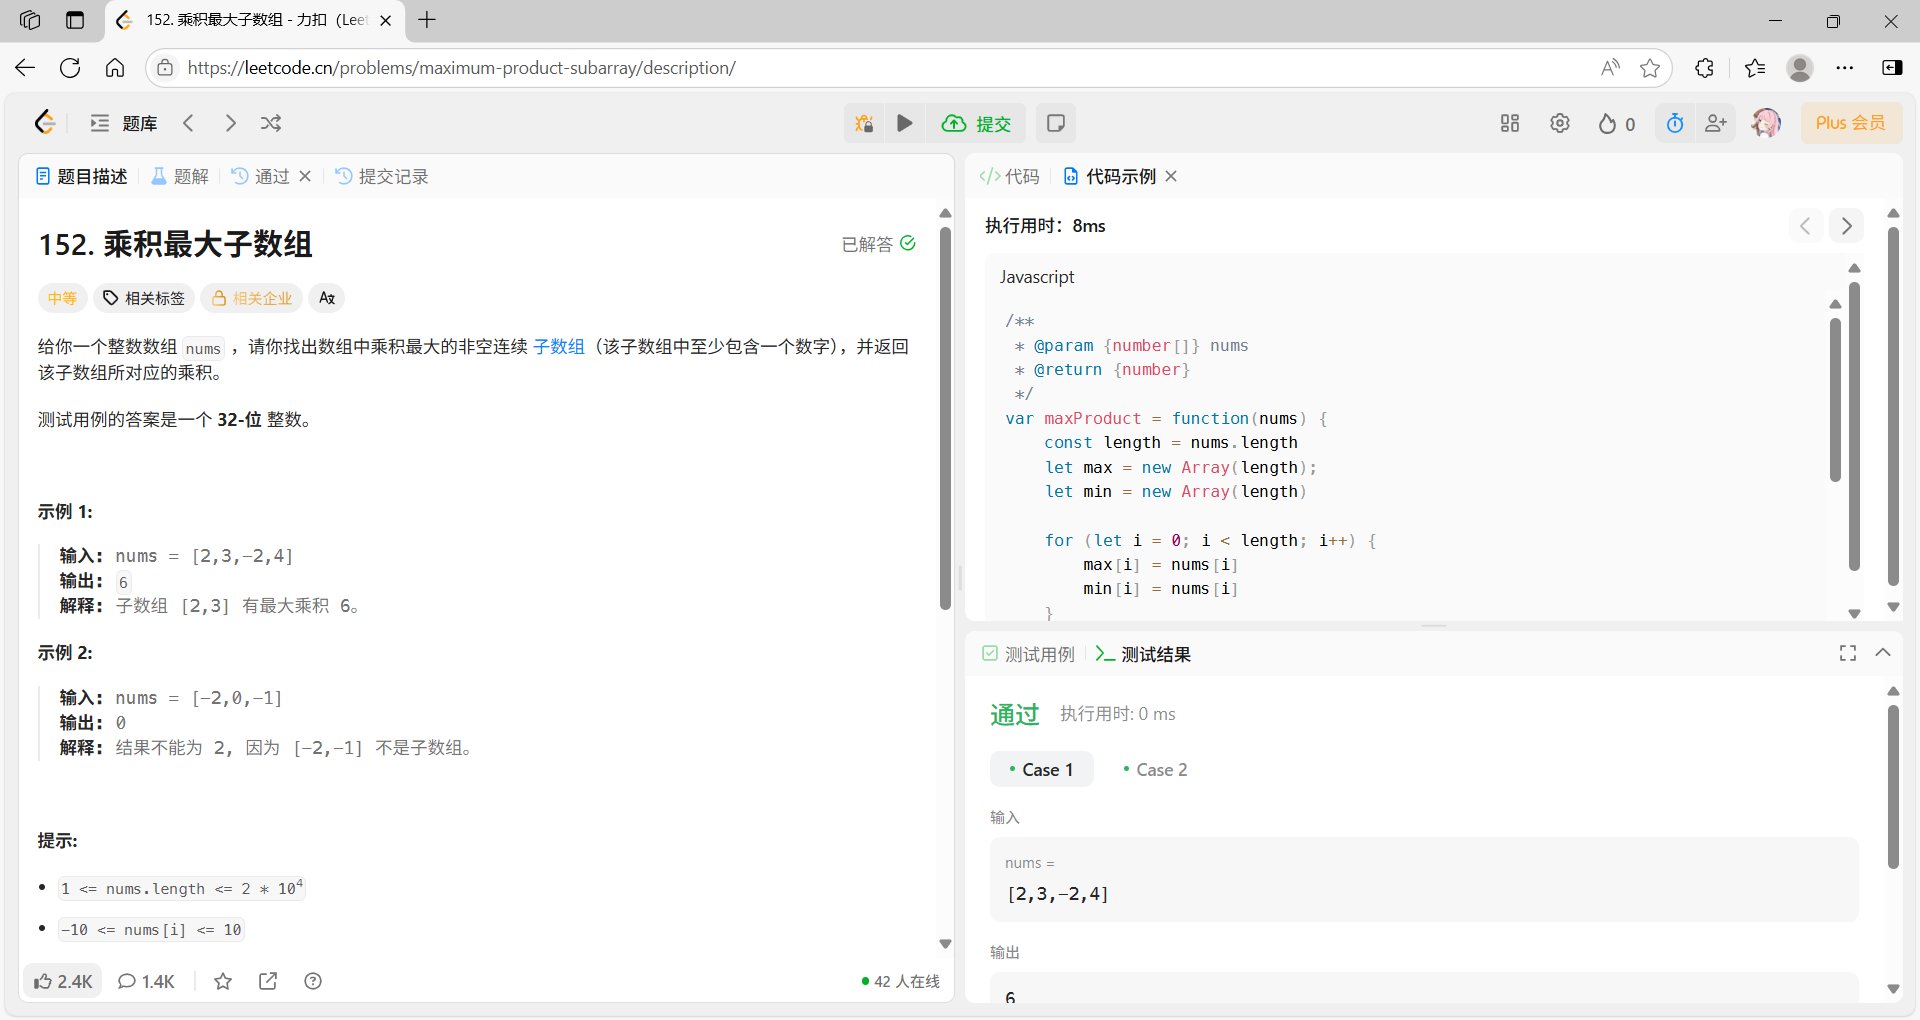 152. 乘积最大子数组 - 力扣（Leet
https://leetcode.cn/problems/maximum-product-subarray/description/
题库
提交
0
Plus 会员
题目描述
题解
通过
提交记录
152. 乘积最大子数组
已解答
中等
相关标签
相关企业
给你一个整数数组 nums ，请你找出数组中乘积最大的非空连续 子数组（该子数组中至少包含一个数字），并返回
该子数组所对应的乘积。
测试用例的答案是一个 32-位 整数。
示例 1:
输入: nums = [2,3,-2,4]
输出: 6
解释: 子数组 [2,3] 有最大乘积 6。
示例 2:
输入: nums = [-2,0,-1]
输出: 0
解释: 结果不能为 2, 因为 [-2,-1] 不是子数组。
提示:
1 <= nums.length <= 2 * 10⁴
-10 <= nums[i] <= 10
2.4K
1.4K
42 人在线
代码
代码示例
执行用时：8ms
Javascript
/**
 * @param {number[]} nums
 * @return {number}
 */
var maxProduct = function(nums) {
    const length = nums.length
    let max = new Array(length);
    let min = new Array(length)
    for (let i = 0; i < length; i++) {
        max[i] = nums[i]
        min[i] = nums[i]
    }
测试用例
测试结果
通过
执行用时: 0 ms
Case 1
Case 2
输入
nums =
[2,3,-2,4]
输出
6